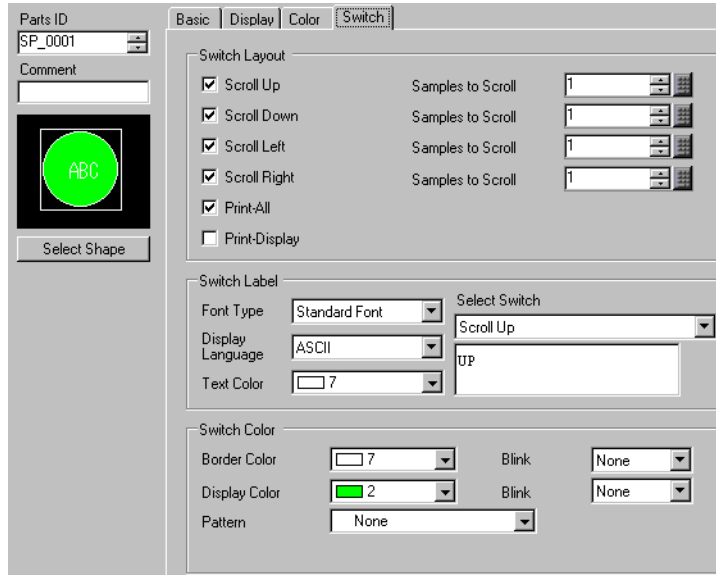 Parts ID
SP_0001
Comment
ABC
Select Shape
Basic Display Color Switch
Switch Layout
Scroll Up Samples to Scroll 1
Scroll Down Samples to Scroll 1
Scroll Left Samples to Scroll 1
Scroll Right Samples to Scroll 1
Print-All
Print-Display
Switch Label
Font Type Standard Font
Display Language ASCII
Text Color 7
Select Switch
Scroll Up
UP
Switch Color
Border Color 7 Blink None
Display Color 2 Blink None
Pattern None